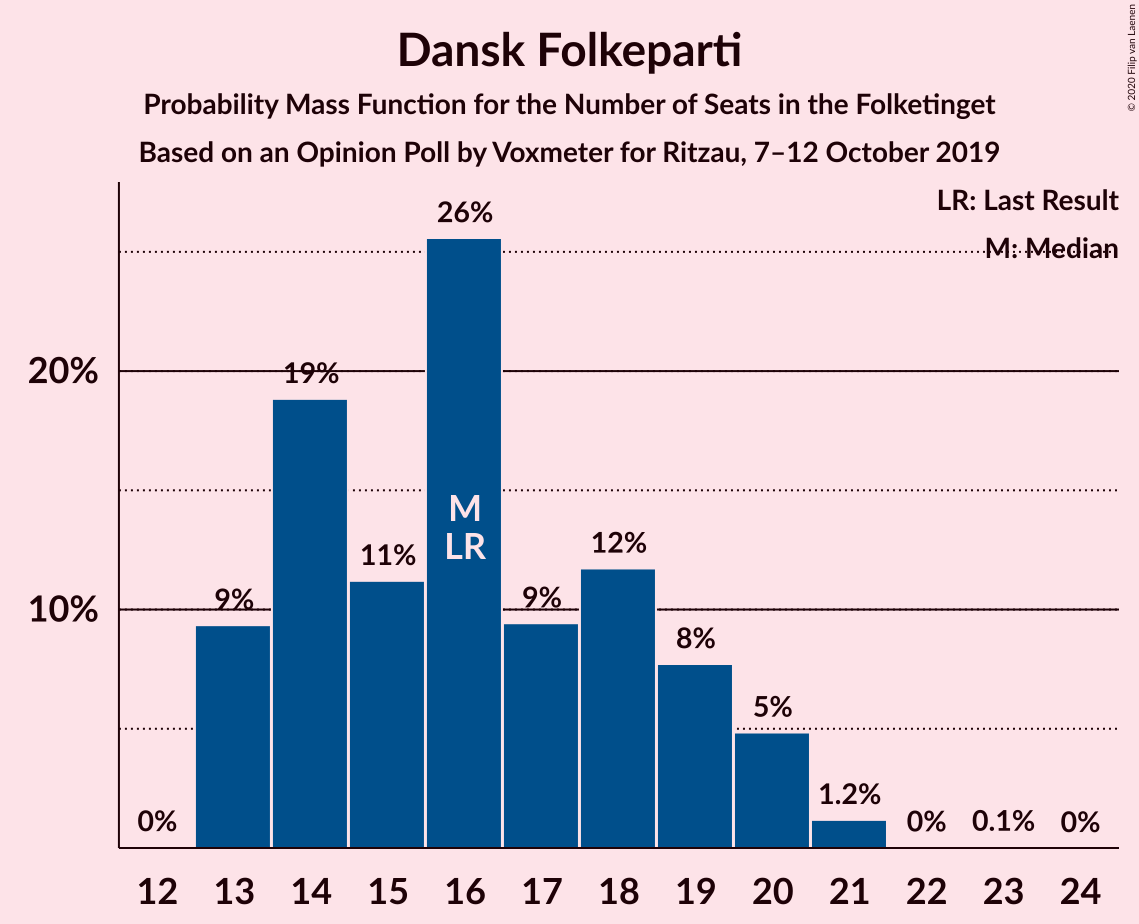 Dansk Folkeparti
Probability Mass Function for the Number of Seats in the Folketinget
Based on an Opinion Poll by Voxmeter for Ritzau, 7–12 October 2019
© 2020 Filip van Laenen
LR: Last Result
M: Median
26%
20%
19%
M
LR
12%
11%
10%
9%
9%
8%
5%
1.2%
0%
0%
0.1%
0%
12 13 14 15 16 17 18 19 20 21 22 23 24